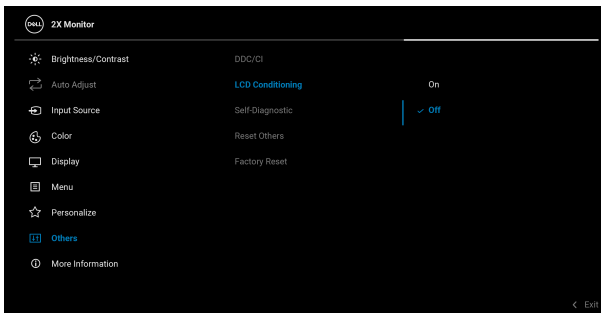 DELL 2X Monitor
Brightness/Contrast DDC/CI
Auto Adjust LCD Conditioning On
Input Source Self-Diagnostic Off
Color Reset Others
Display Factory Reset
Menu
Personalize
Others
More Information
Exit